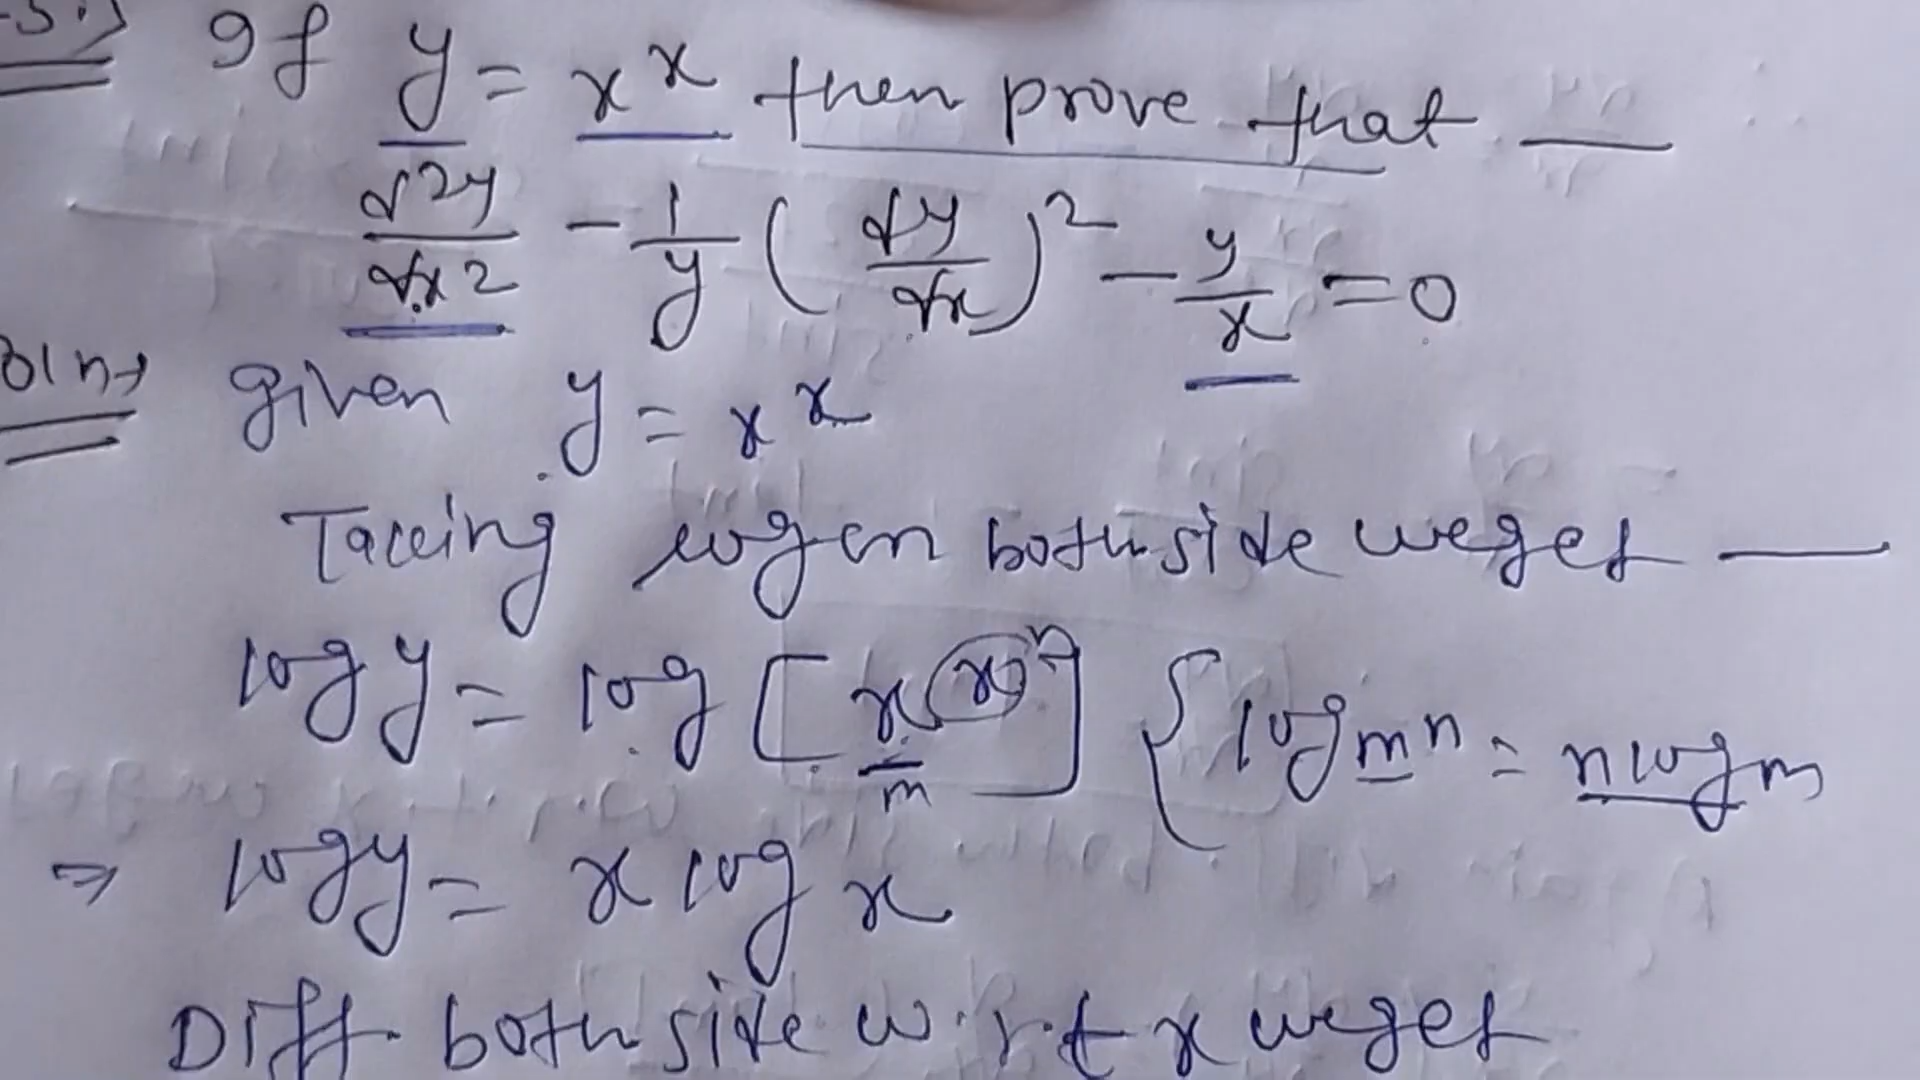 If y = x^x then prove that —
d2y/dx2 - 1/y (dy/dx)^2 - y/x = 0
Soln→ given y = x^x
Taking log on both side we get —
log y = log [x^x] {log m^n = n log m
n
m
⇒ log y = x log x
Diff. both side w.r.t x we get